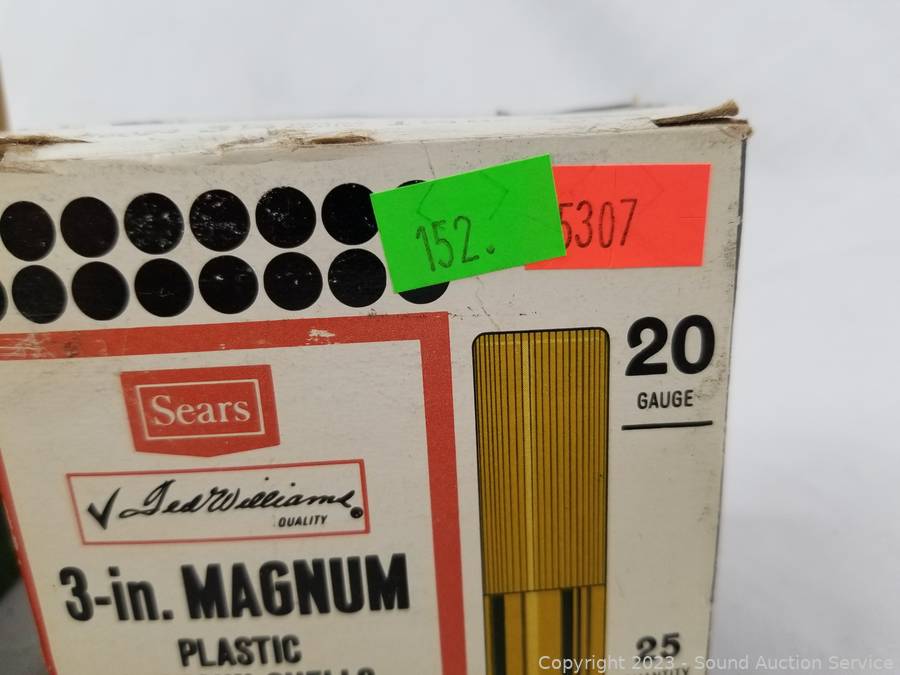 152.
5307
20
GAUGE
Sears
Ted Williams
QUALITY
3-in. MAGNUM
PLASTIC
25
Copyright 2023 - Sound Auction Service